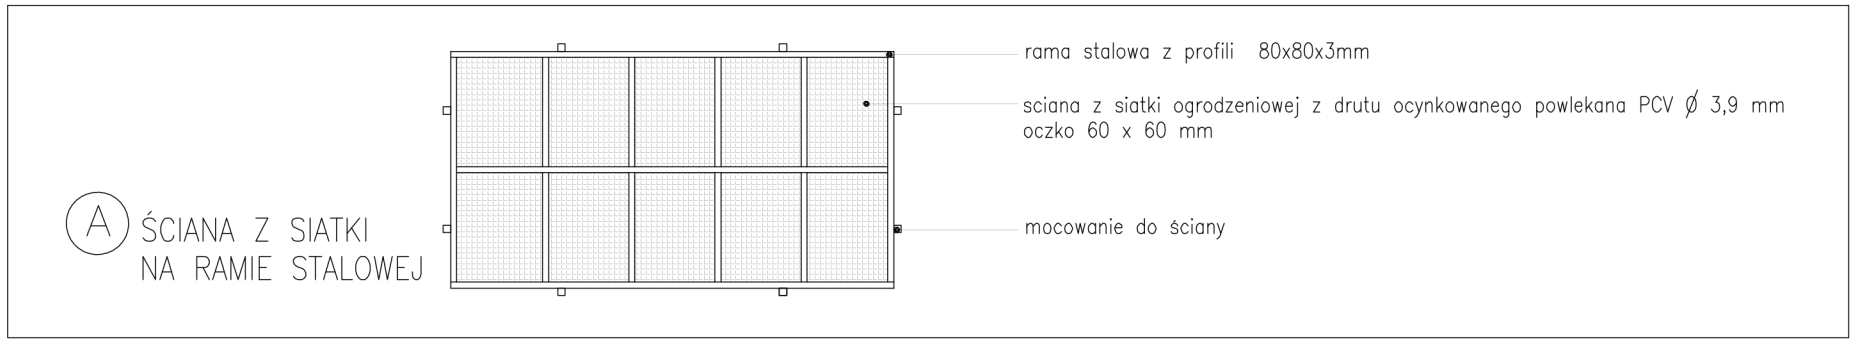 rama stalowa z profili 80x80x3mm
sciana z siatki ogrodzeniowej z drutu ocynkowanego powlekana PCV Ø 3,9 mm
oczko 60 x 60 mm
A
ŚCIANA Z SIATKI
NA RAMIE STALOWEJ
mocowanie do ściany